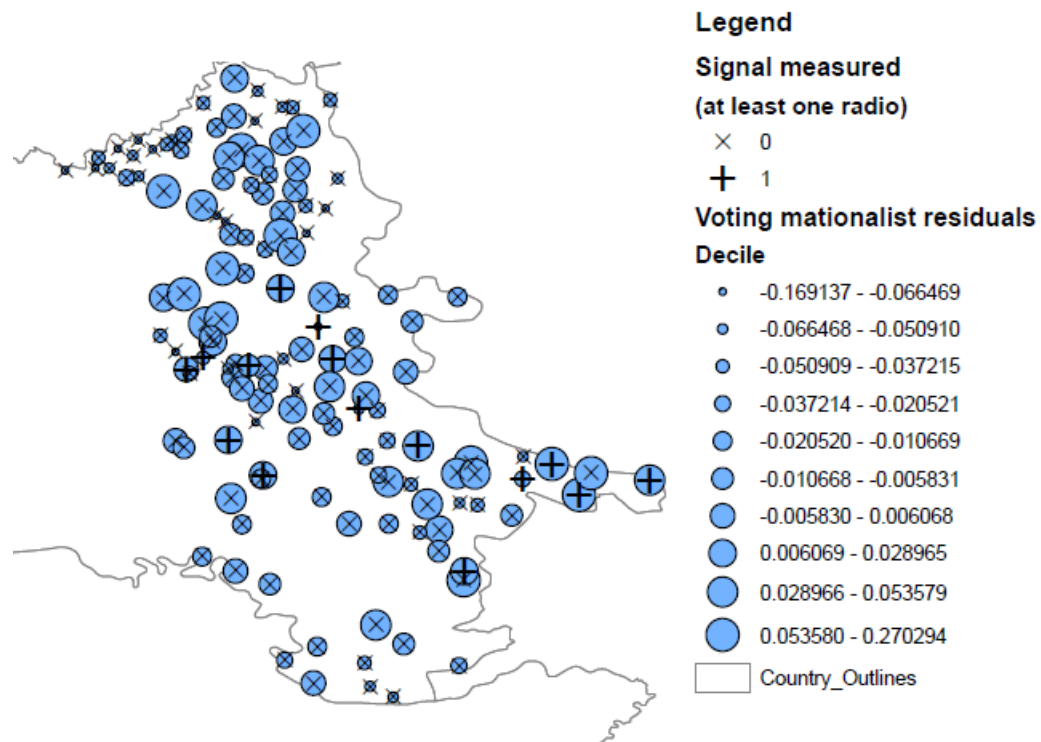 Legend
Signal measured
(at least one radio)
0
1
Voting mationalist residuals
Decile
-0.169137 - -0.066469
-0.066468 - -0.050910
-0.050909 - -0.037215
-0.037214 - -0.020521
-0.020520 - -0.010669
-0.010668 - -0.005831
-0.005830 - 0.006068
0.006069 - 0.028965
0.028966 - 0.053579
0.053580 - 0.270294
Country_Outlines